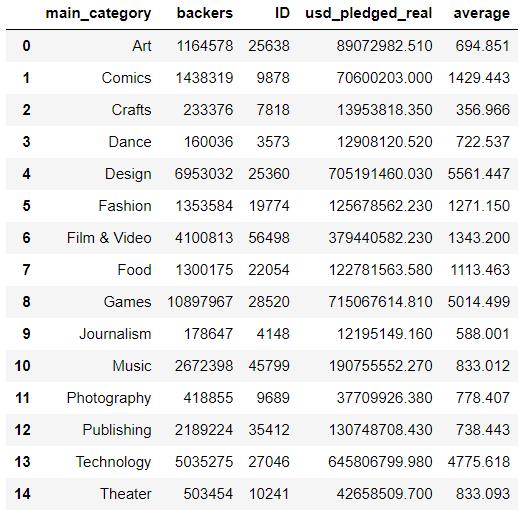 main_category backers ID usd_pledged_real average
0 Art 1164578 25638 89072982.510 694.851
1 Comics 1438319 9878 70600203.000 1429.443
2 Crafts 233376 7818 13953818.350 356.966
3 Dance 160036 3573 12908120.520 722.537
4 Design 6953032 25360 705191460.030 5561.447
5 Fashion 1353584 19774 125678562.230 1271.150
6 Film & Video 4100813 56498 379440582.230 1343.200
7 Food 1300175 22054 122781563.580 1113.463
8 Games 10897967 28520 715067614.810 5014.499
9 Journalism 178647 4148 12195149.160 588.001
10 Music 2672398 45799 190755552.270 833.012
11 Photography 418855 9689 37709926.380 778.407
12 Publishing 2189224 35412 130748708.430 738.443
13 Technology 5035275 27046 645806799.980 4775.618
14 Theater 503454 10241 42658509.700 833.093